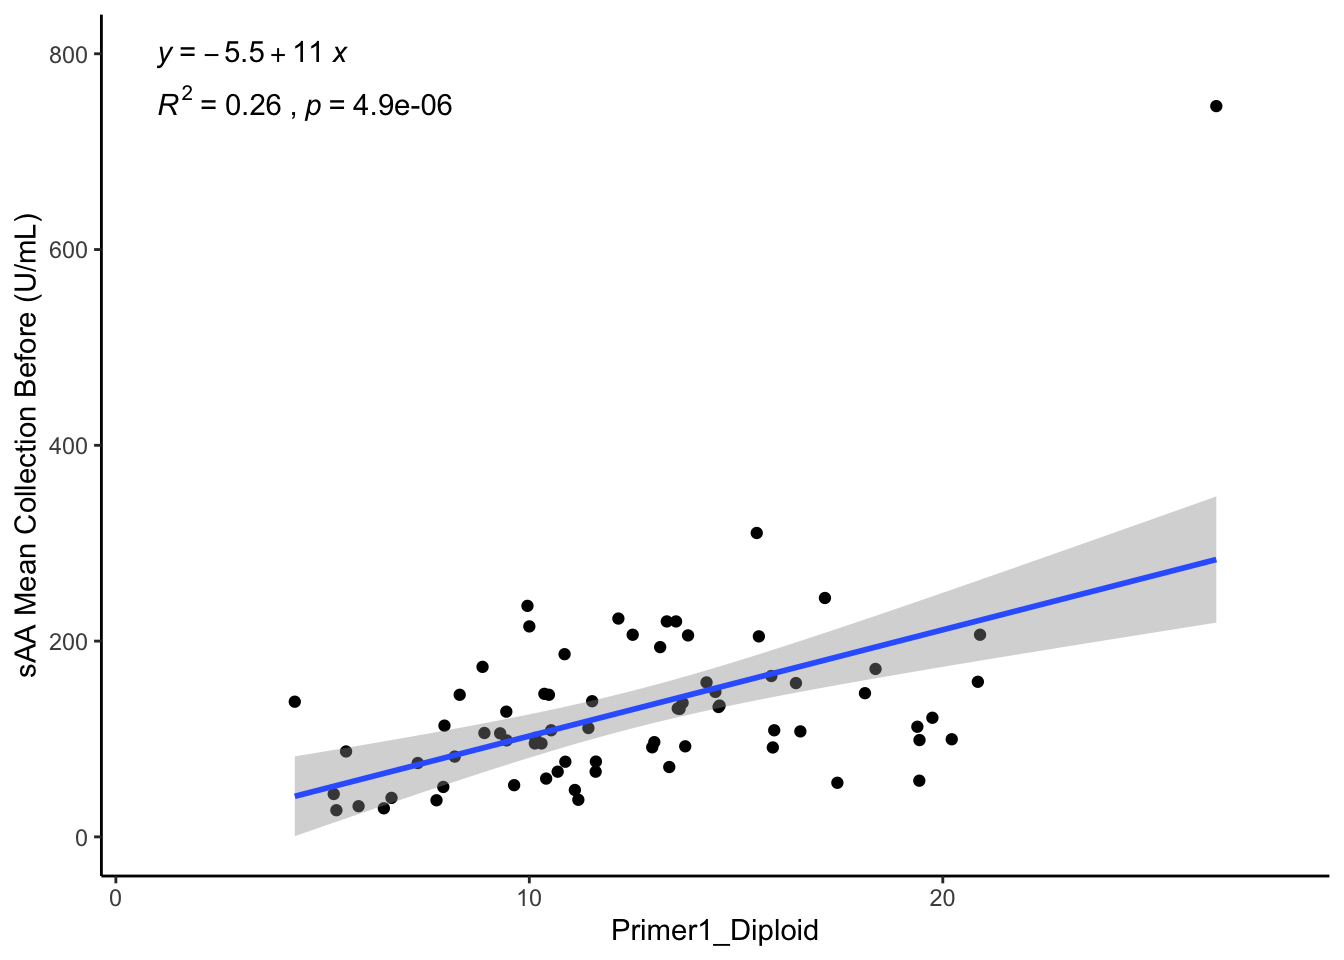 y = − 5.5 + 11 x
R² = 0.26 , p = 4.9e-06
800
600
400
200
0
sAA Mean Collection Before (U/mL)
0 10 20
Primer1_Diploid